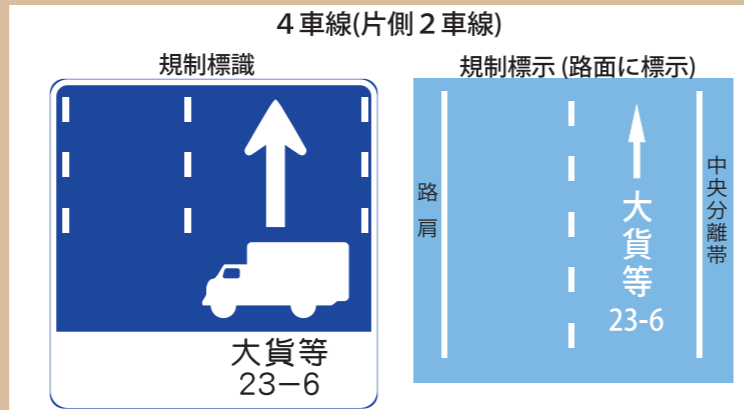 ４車線(片側２車線)
規制標識
規制標示 (路面に標示)
大貨等
23−6
路肩
大貨等
23-6
中央分離帯